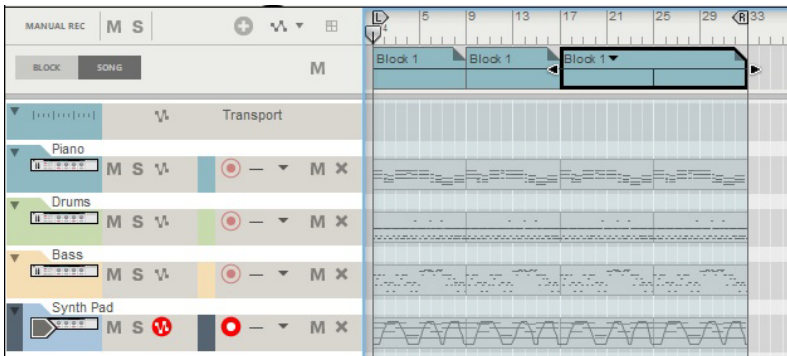 MANUAL REC M S
L 5 9 13 17 21 25 29 R 33
4
BLOCK SONG M
Block 1 Block 1 Block 1
Transport
Piano
M S M
Drums
M S M
Bass
M S M
Synth Pad
M S M